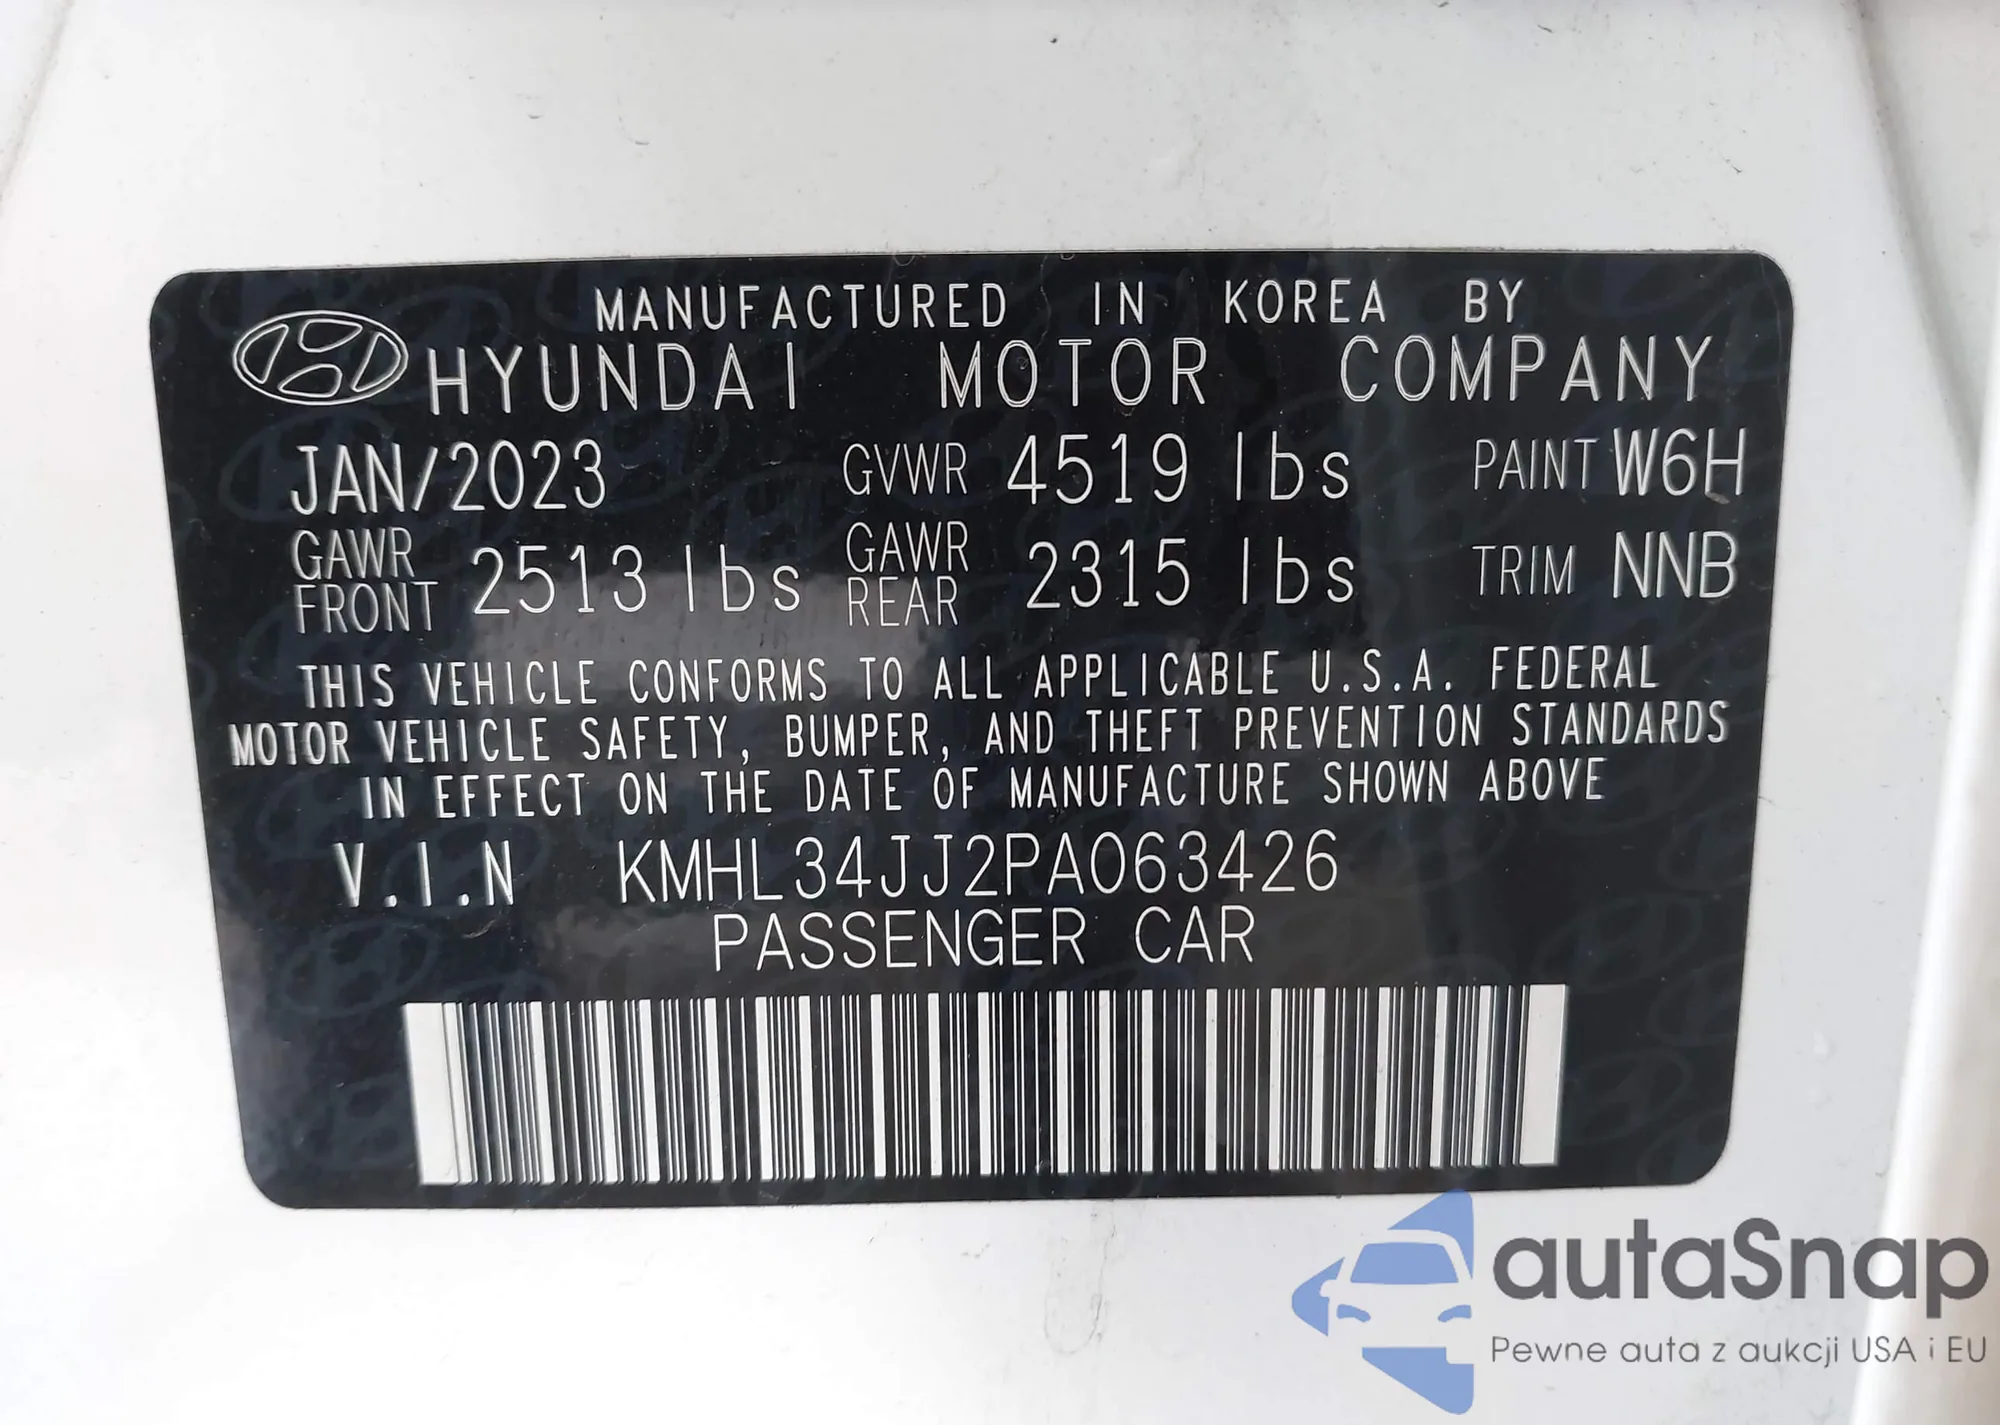 MANUFACTURED IN KOREA BY
HYUNDAI MOTOR COMPANY
JAN/2023 GVWR 4519 lbs PAINT W6H
GAWR FRONT 2513 lbs GAWR REAR 2315 lbs TRIM NNB
THIS VEHICLE CONFORMS TO ALL APPLICABLE U.S.A. FEDERAL
MOTOR VEHICLE SAFETY, BUMPER, AND THEFT PREVENTION STANDARDS
IN EFFECT ON THE DATE OF MANUFACTURE SHOWN ABOVE
V.I.N KMHL34JJ2PA063426
PASSENGER CAR
autaSnap
Pewne auta z aukcji USA i EU